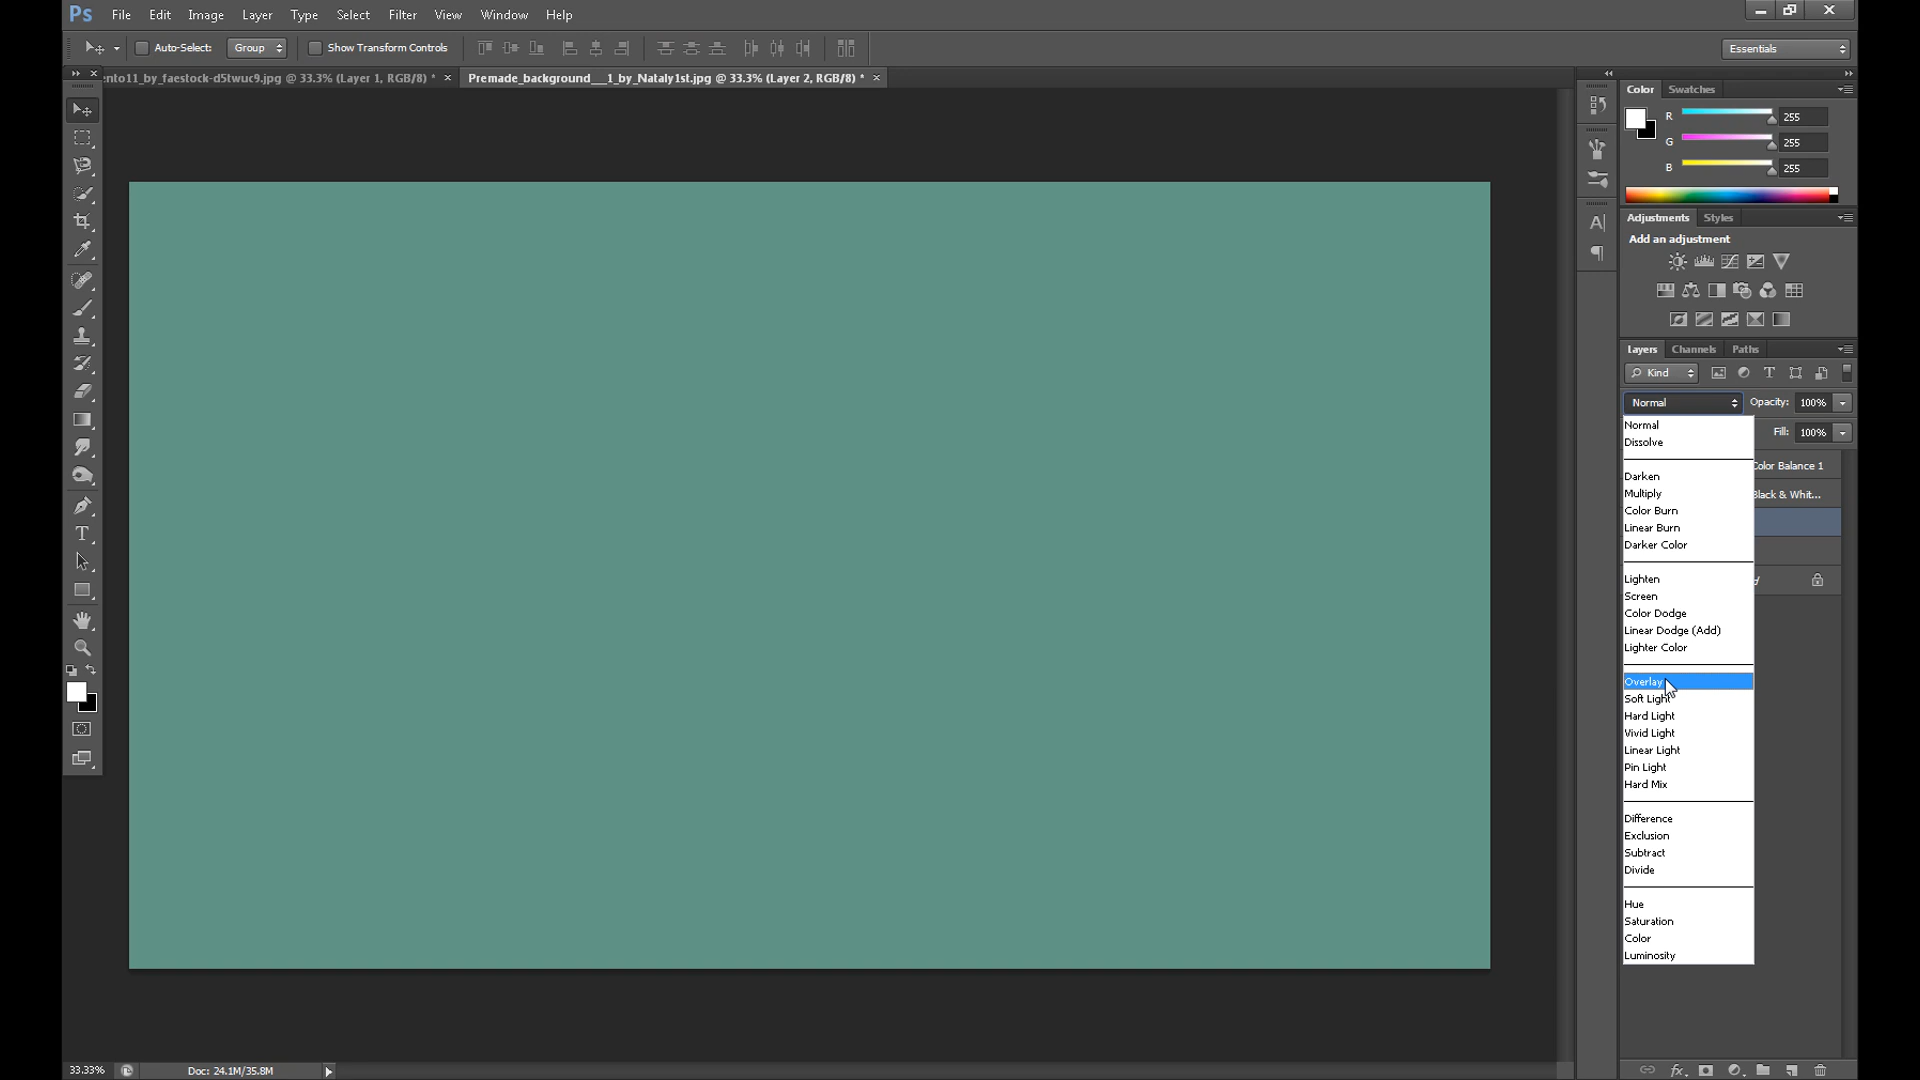 Ps File Edit Image Layer Type Select Filter View Window Help
Auto-Select: Group Show Transform Controls Essentials
ento11_by_faestock-d5twuc9.jpg @ 33.3% (Layer 1, RGB/8) * × Premade_background___1_by_Nataly1st.jpg @ 33.3% (Layer 2, RGB/8) * ×
Color Swatches
R 255
G 255
B 255
Adjustments Styles
Add an adjustment
Layers Channels Paths
Kind
Normal Opacity: 100%
Normal
Fill: 100%
Dissolve
Color Balance 1
Darken
Multiply
Black & Whit...
Color Burn
Linear Burn
Darker Color
Lighten
Screen
Color Dodge
Linear Dodge (Add)
Lighter Color
Overlay
Soft Light
Hard Light
Vivid Light
Linear Light
Pin Light
Hard Mix
Difference
Exclusion
Subtract
Divide
Hue
Saturation
Color
Luminosity
33.33% Doc: 24.1M/35.8M
fx